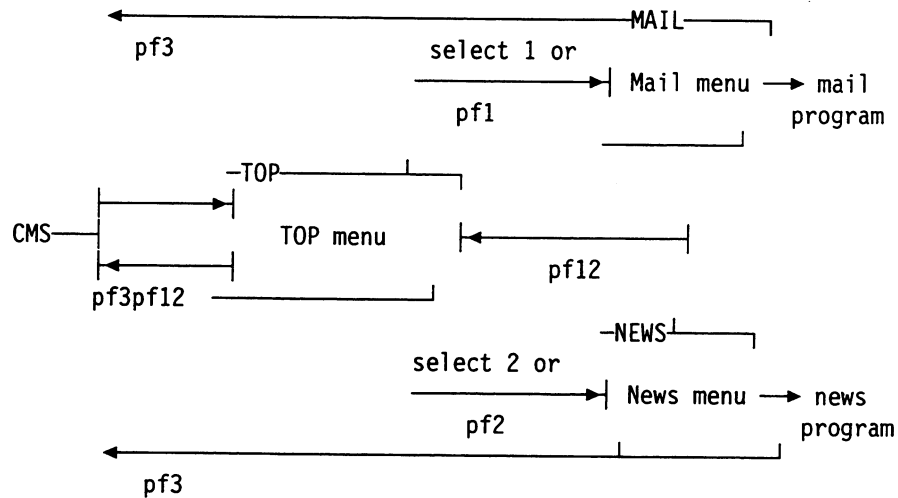 MAIL
pf3
select 1 or
Mail menu
mail
pf1
program
TOP
CMS
TOP menu
pf12
pf3pf12
NEWS
select 2 or
News menu
news
pf2
program
pf3